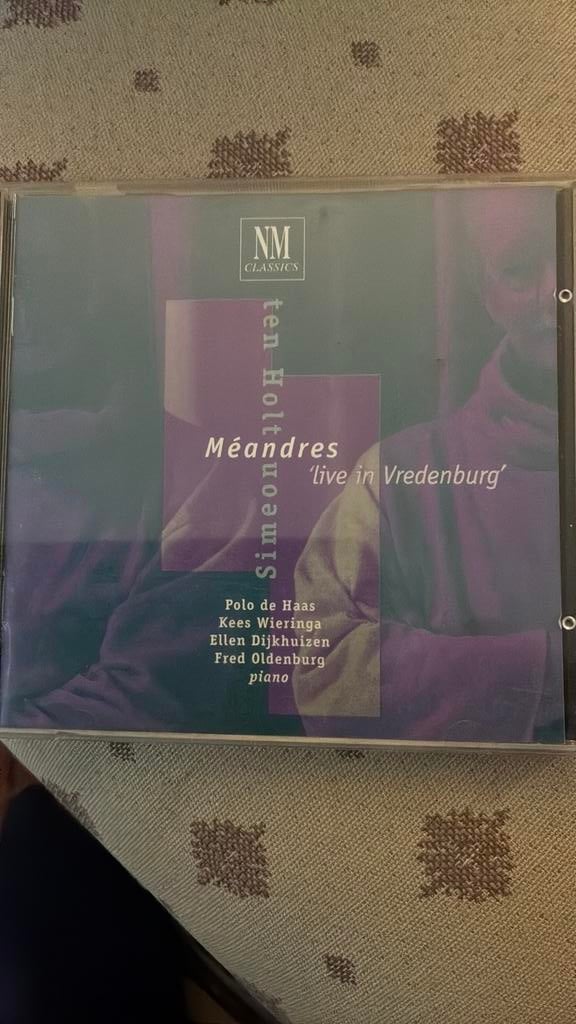 NM
CLASSICS
Simeon ten Holt
Méandres
'live in Vredenburg'
Polo de Haas
Kees Wieringa
Ellen Dijkhuizen
Fred Oldenburg
piano